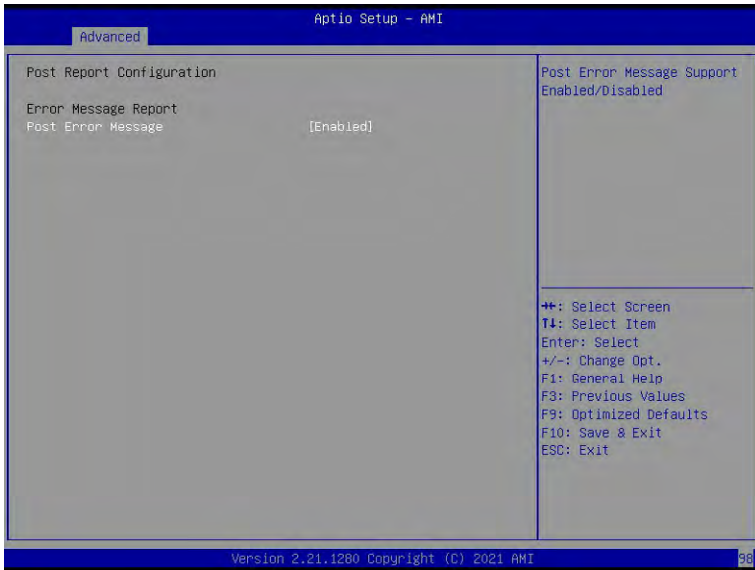 Aptio Setup - AMI
Advanced
Post Report Configuration
Error Message Report
Post Error Message [Enabled]
Post Error Message Support
Enabled/Disabled
→←: Select Screen
↑↓: Select Item
Enter: Select
+/-: Change Opt.
F1: General Help
F3: Previous Values
F9: Optimized Defaults
F10: Save & Exit
ESC: Exit
Version 2.21.1280 Copyright (C) 2021 AMI
98